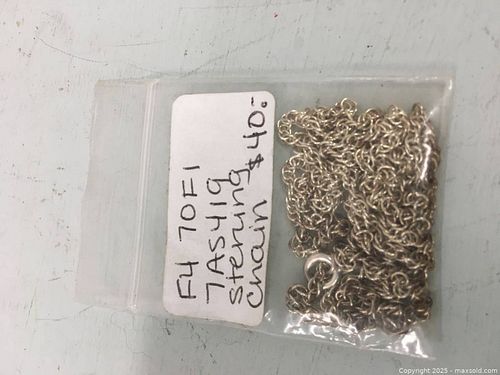 F4 70F1
7AS419
Sterling
Chain $40.-
Copyright 2025 - maxsold.com